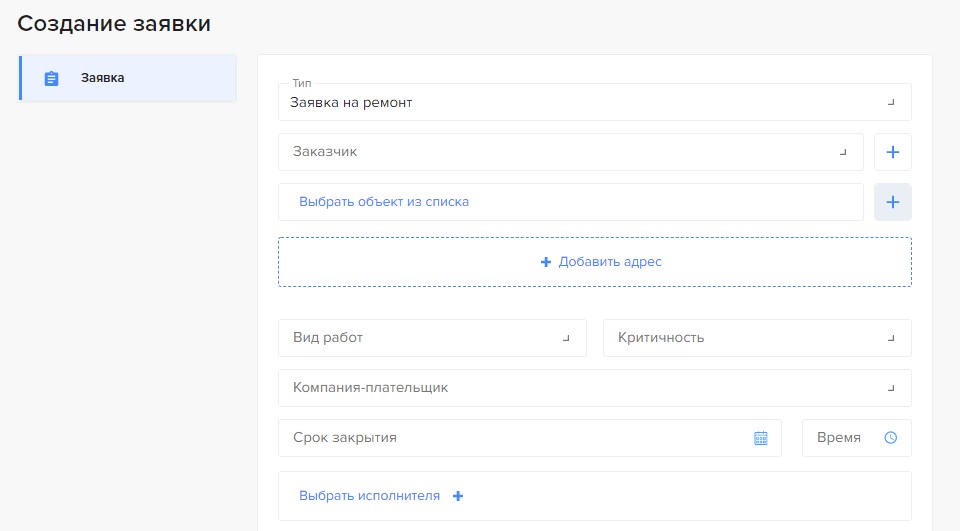 Создание заявки
Заявка
Тип
Заявка на ремонт
Заказчик
Выбрать объект из списка
Добавить адрес
Вид работ Критичность
Компания-плательщик
Срок закрытия Время
Выбрать исполнителя